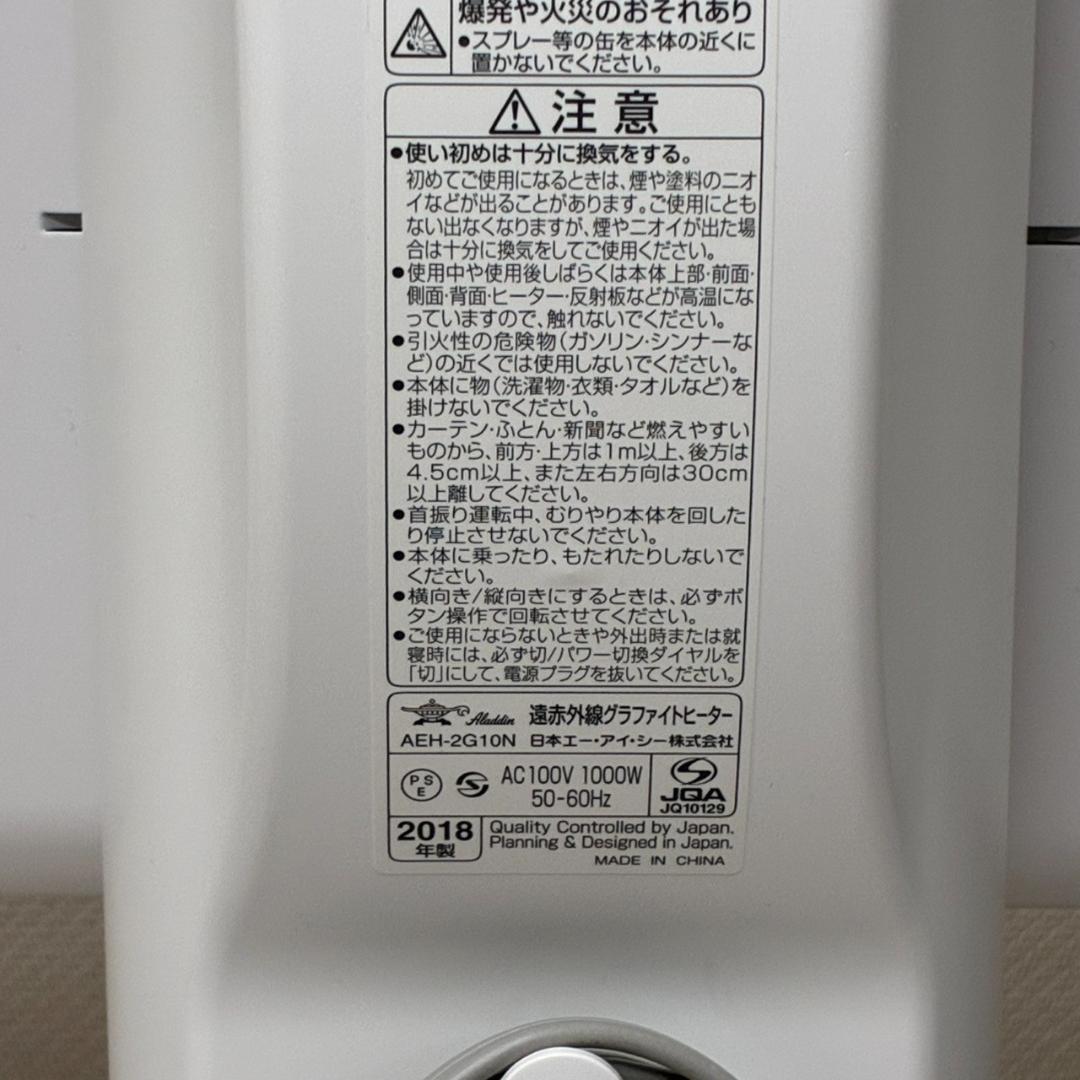 爆発や火災のおそれあり
●スプレー等の缶を本体の近くに
置かないでください。
注意
●使い初めは十分に換気をする。
初めてご使用になるときは、煙や塗料のニオ
イなどが出ることがあります。ご使用にとも
ない出なくなりますが、煙やニオイが出た場
合は十分に換気をしてご使用ください。
●使用中や使用後しばらくは本体上部・前面・
側面・背面・ヒーター・反射板などが高温にな
っていますので、触れないでください。
●引火性の危険物(ガソリン・シンナーな
ど)の近くでは使用しないでください。
●本体に物(洗濯物・衣類・タオルなど)を
掛けないでください。
●カーテン・ふとん・新聞など燃えやすい
ものから、前方・上方は1m以上、後方は
4.5cm以上、また左右方向は30cm
以上離してください。
●首振り運転中、むりやり本体を回した
り停止させないでください。
●本体に乗ったり、もたれたりしないで
ください。
●横向き/縦向きにするときは、必ずボ
タン操作で回転させてください。
●ご使用にならないときや外出時または就
寝時には、必ず切/パワー切換ダイヤルを
「切」にして、電源プラグを抜いてください。
Aladdin 遠赤外線グラファイトヒーター
AEH-2G10N 日本エー・アイ・シー株式会社
PSE AC100V 1000W
50-60Hz
JQA
JQ10129
2018
年製
Quality Controlled by Japan.
Planning & Designed in Japan.
MADE IN CHINA